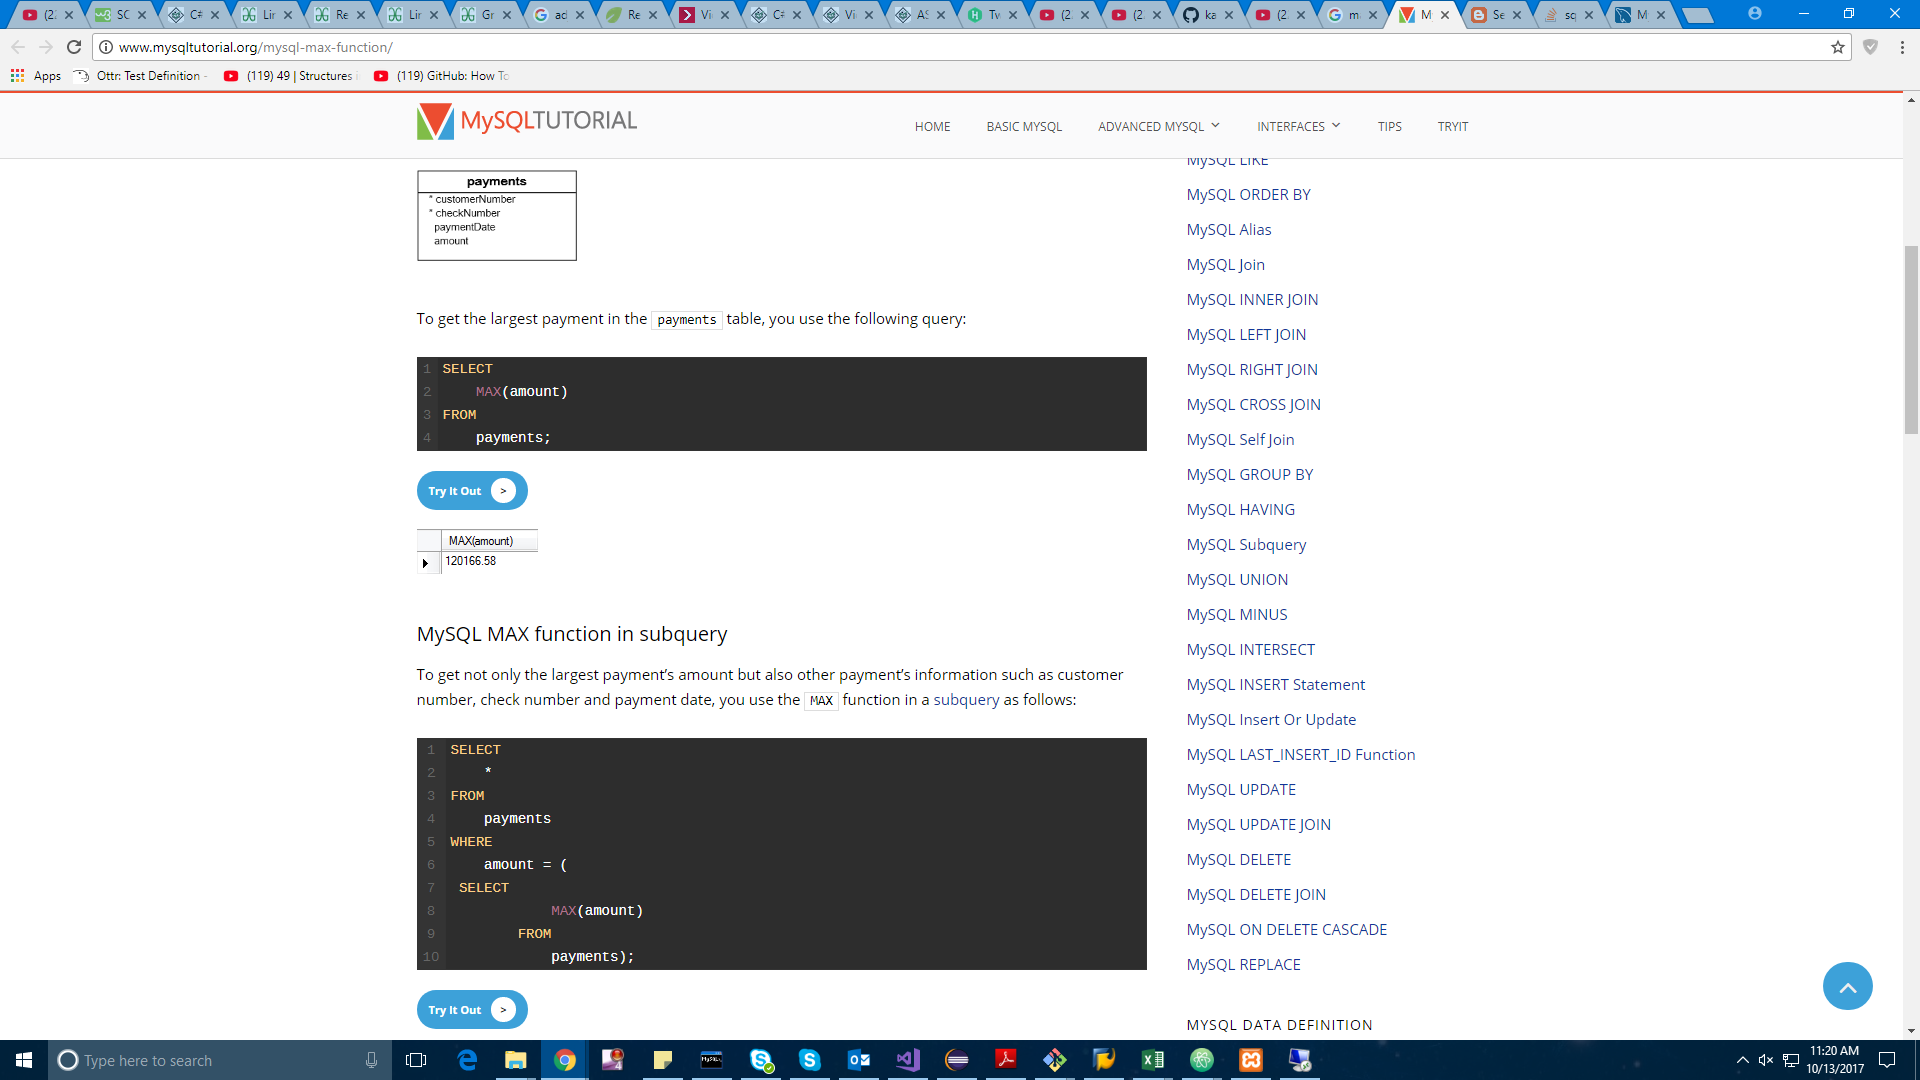 (2:
SC
C#
Lir
Re
Lir
Gr
ad
Re
Vi
C#
Vi
AS
Tw
(2:
(2:
ka
(2:
m
M
Se
sq
M
www.mysqltutorial.org/mysql-max-function/
Apps
Ottr: Test Definition -
(119) 49 | Structures
(119) GitHub: How To
MySQLTUTORIAL
HOME
BASIC MYSQL
ADVANCED MYSQL
INTERFACES
TIPS
TRYIT
payments
* customerNumber
* checkNumber
paymentDate
amount
To get the largest payment in the payments table, you use the following query:
1 SELECT
2 MAX(amount)
3 FROM
4 payments;
Try It Out >
MAX(amount)
120166.58
MySQL MAX function in subquery
To get not only the largest payment’s amount but also other payment’s information such as customer
number, check number and payment date, you use the MAX function in a subquery as follows:
1 SELECT
2 *
3 FROM
4 payments
5 WHERE
6 amount = (
7 SELECT
8 MAX(amount)
9 FROM
10 payments);
Try It Out >
MySQL LIKE
MySQL ORDER BY
MySQL Alias
MySQL Join
MySQL INNER JOIN
MySQL LEFT JOIN
MySQL RIGHT JOIN
MySQL CROSS JOIN
MySQL Self Join
MySQL GROUP BY
MySQL HAVING
MySQL Subquery
MySQL UNION
MySQL MINUS
MySQL INTERSECT
MySQL INSERT Statement
MySQL Insert Or Update
MySQL LAST_INSERT_ID Function
MySQL UPDATE
MySQL UPDATE JOIN
MySQL DELETE
MySQL DELETE JOIN
MySQL ON DELETE CASCADE
MySQL REPLACE
MYSQL DATA DEFINITION
Type here to search
11:20 AM
10/13/2017